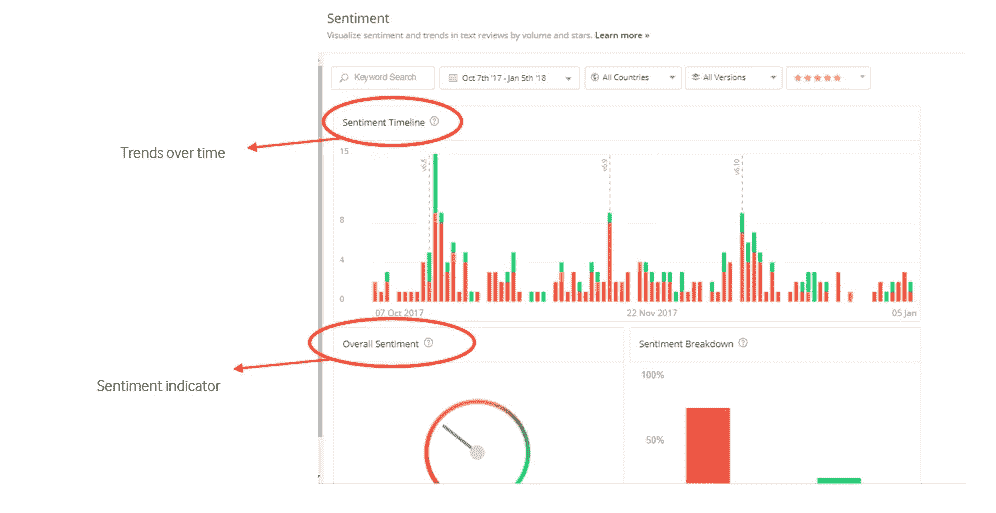 Sentiment
Visualize sentiment and trends in text reviews by volume and stars. Learn more »
Keyword Search
Oct 7th '17 - Jan 5th '18
All Countries
All Versions
Sentiment Timeline
Trends over time
15
8
4
0
v6.9
v6.10
07 Oct 2017
22 Nov 2017
05 Jan
Overall Sentiment
Sentiment Breakdown
Sentiment indicator
100%
50%